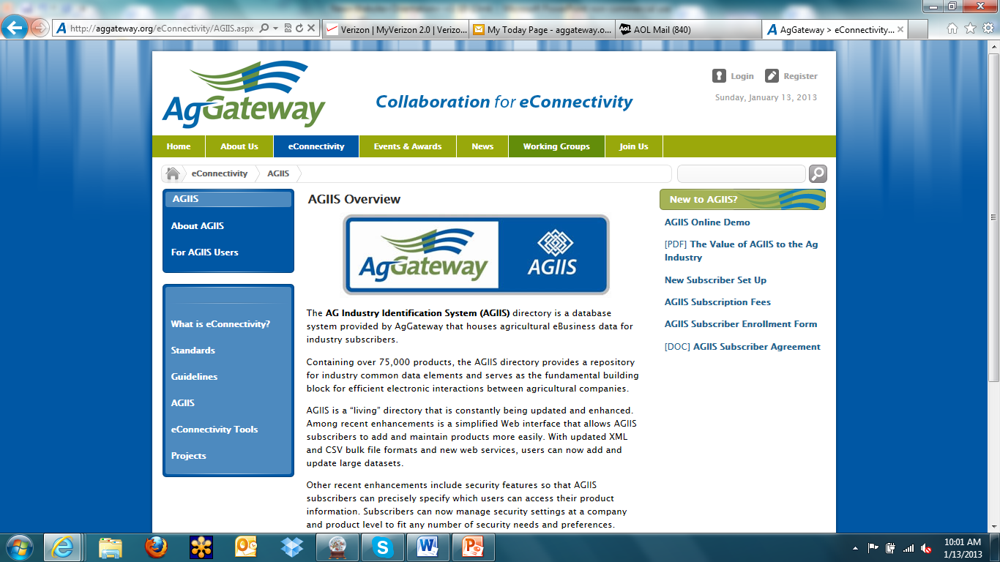 http://aggateway.org/eConnectivity/AGIIS.aspx
Verizon | MyVerizon 2.0 | Verizo...
My Today Page - aggateway.o...
AOL Mail (840)
AgGateway > eConnectivity...
AgGateway
Collaboration for eConnectivity
Login
Register
Sunday, January 13, 2013
Home
About Us
eConnectivity
Events & Awards
News
Working Groups
Join Us
eConnectivity
AGIIS
AGIIS
About AGIIS
For AGIIS Users
What is eConnectivity?
Standards
Guidelines
AGIIS
eConnectivity Tools
Projects
AGIIS Overview
AgGateway
AGIIS
The AG Industry Identification System (AGIIS) directory is a database
system provided by AgGateway that houses agricultural eBusiness data for
industry subscribers.
Containing over 75,000 products, the AGIIS directory provides a repository
for industry common data elements and serves as the fundamental building
block for efficient electronic interactions between agricultural companies.
AGIIS is a “living” directory that is constantly being updated and enhanced.
Among recent enhancements is a simplified Web interface that allows AGIIS
subscribers to add and maintain products more easily. With updated XML
and CSV bulk file formats and new web services, users can now add and
update large datasets.
Other recent enhancements include security features so that AGIIS
subscribers can precisely specify which users can access their product
information. Subscribers can now manage security settings at a company
and product level to fit any number of security needs and preferences.
New to AGIIS?
AGIIS Online Demo
[PDF] The Value of AGIIS to the Ag
Industry
New Subscriber Set Up
AGIIS Subscription Fees
AGIIS Subscriber Enrollment Form
[DOC] AGIIS Subscriber Agreement
10:01 AM
1/13/2013